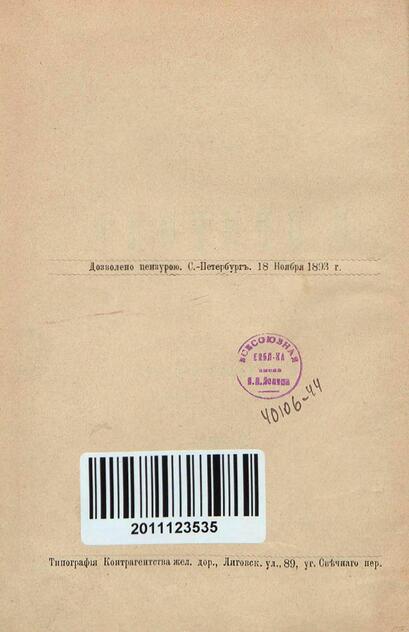 Дозволено цензурою. С.-Петербургъ. 18 Ноября 1893 г.
ВСЕСОЮЗНАЯ
БИБЛ-КА
имени
В.И.Ленина
40106-44
2011123535
Типографія Контрагентства жел. дор., Лиговск. ул., 89, уг. Свѣчнаго пер.